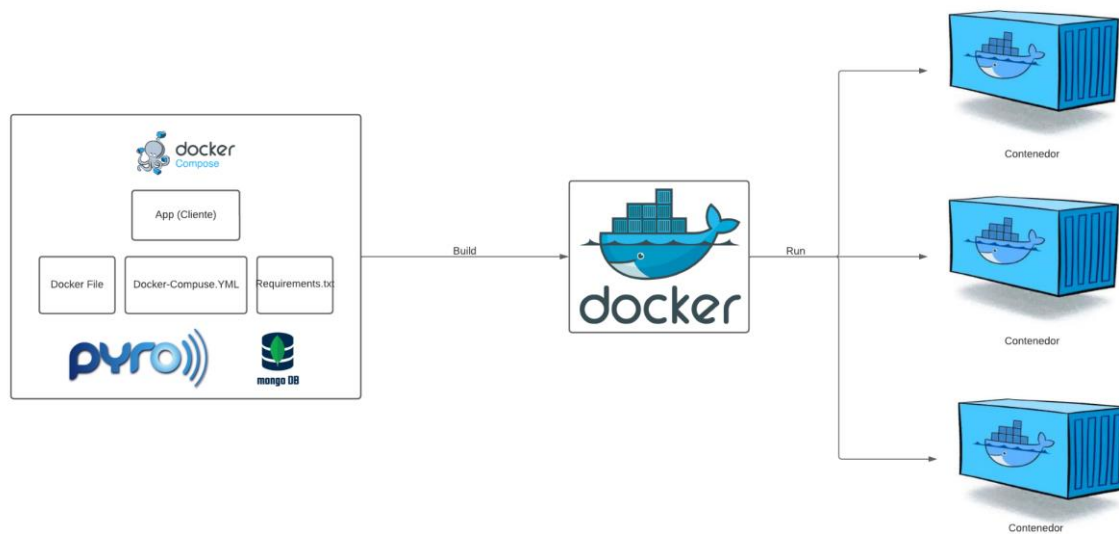 docker
Compose
App (Cliente)
Docker File
Docker-Compuse.YML
Requirements.txt
pyro
mongo DB
Build
docker
Run
Contenedor
Contenedor
Contenedor